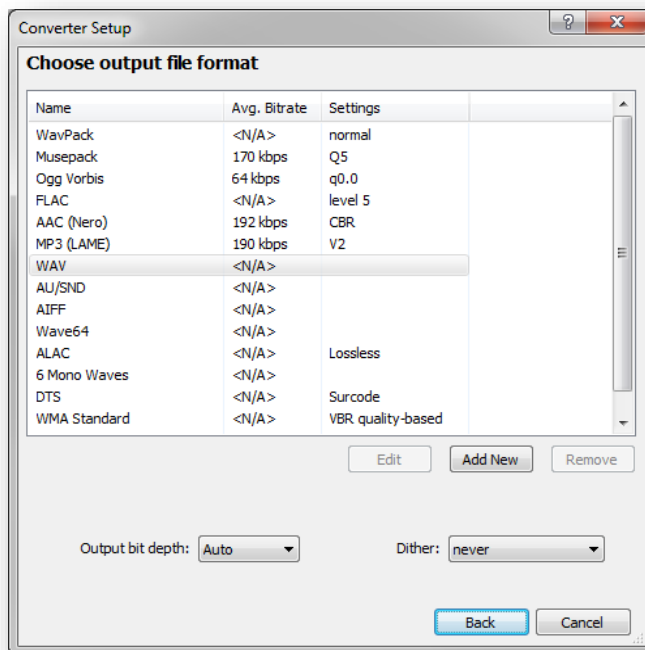 Converter Setup
Choose output file format
Name Avg. Bitrate Settings
WavPack <N/A> normal
Musepack 170 kbps Q5
Ogg Vorbis 64 kbps q0.0
FLAC <N/A> level 5
AAC (Nero) 192 kbps CBR
MP3 (LAME) 190 kbps V2
WAV <N/A>
AU/SND <N/A>
AIFF <N/A>
Wave64 <N/A>
ALAC <N/A> Lossless
6 Mono Waves <N/A>
DTS <N/A> Surcode
WMA Standard <N/A> VBR quality-based
Edit Add New Remove
Output bit depth: Auto Dither: never
Back Cancel